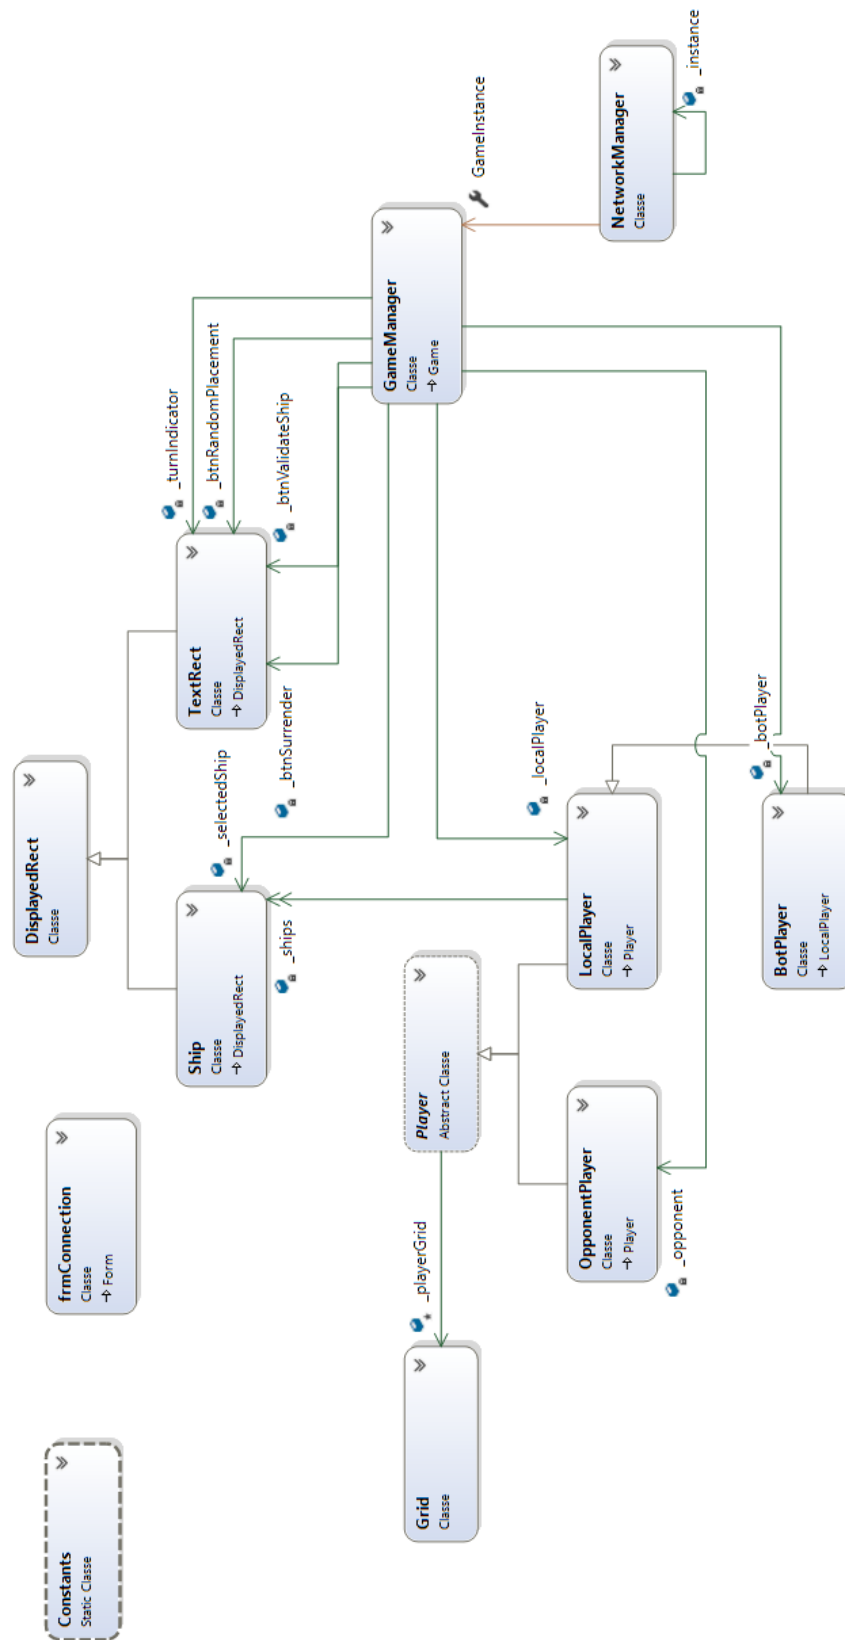 Constants
Static Classe
frmConnection
Classe
Form
DisplayedRect
Classe
Ship
Classe
DisplayedRect
_ships
_selectedShip
_btnSurrender
TextRect
Classe
DisplayedRect
_turnIndicator
_btnRandomPlacement
_btnValidateShip
Grid
Classe
_playerGrid
Player
Abstract Classe
GameManager
Classe
Game
GameInstance
OpponentPlayer
Classe
Player
_opponent
LocalPlayer
Classe
Player
_localPlayer
NetworkManager
Classe
_instance
BotPlayer
Classe
LocalPlayer
_botPlayer